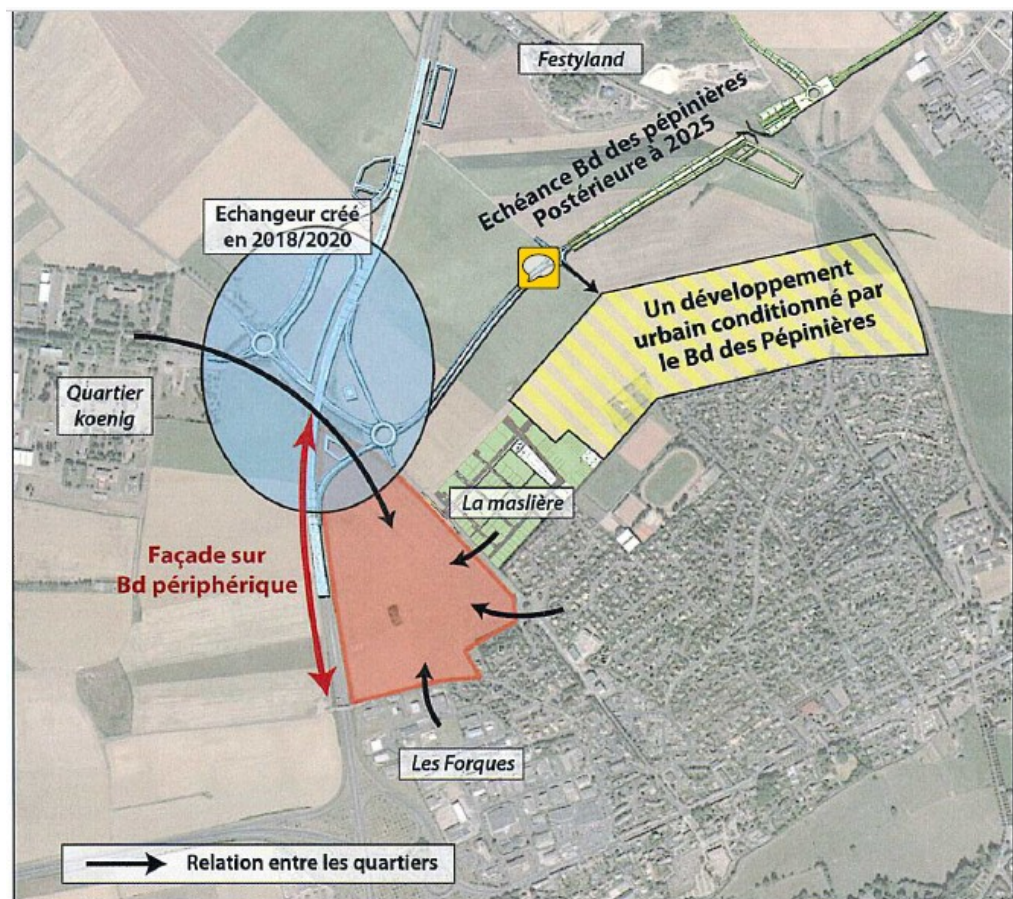 Festyland
Echéance Bd des pépinières
Postérieure à 2025
Echangeur créé
en 2018/2020
Un développement
urbain conditionné par
le Bd des Pépinières
Quartier
koenig
La maslière
Façade sur
Bd périphérique
Les Forques
Relation entre les quartiers